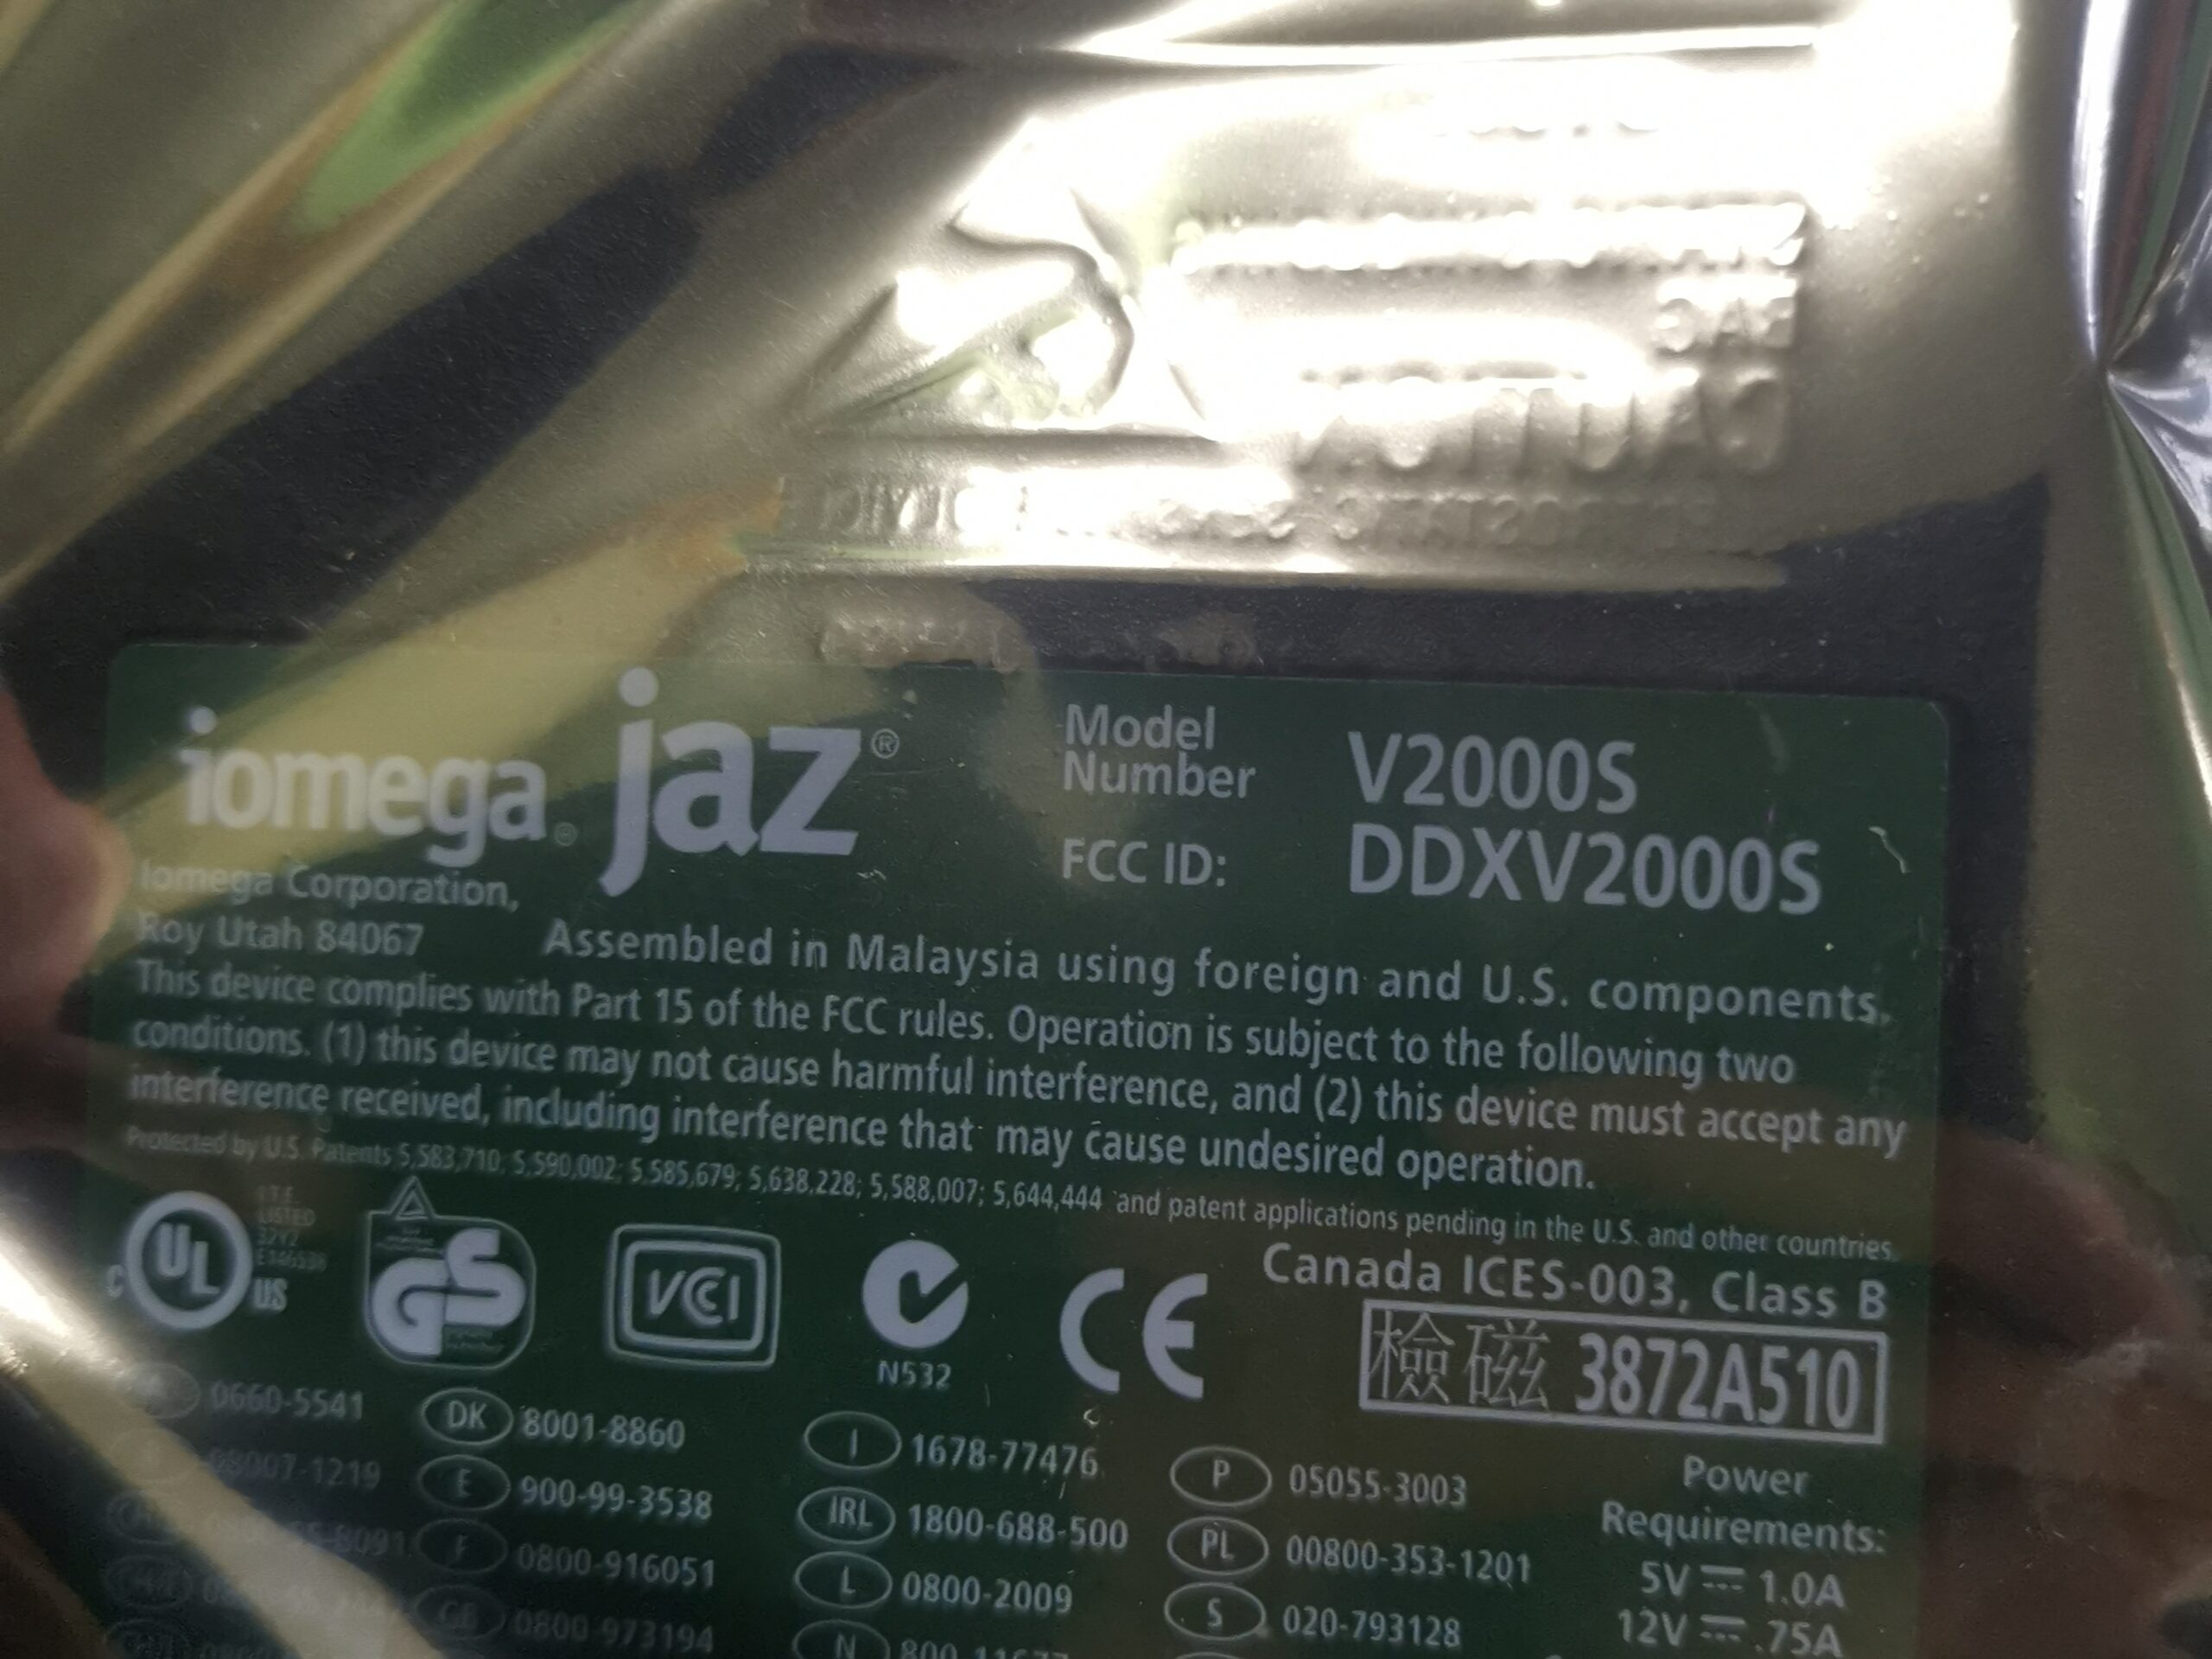 iomega® jaz®
Model Number V2000S
FCC ID: DDXV2000S
Iomega Corporation,
Roy Utah 84067 Assembled in Malaysia using foreign and U.S. components.
This device complies with Part 15 of the FCC rules. Operation is subject to the following two
conditions. (1) this device may not cause harmful interference, and (2) this device must accept any
interference received, including interference that may cause undesired operation.
Protected by U.S. Patents 5,583,710; 5,590,002; 5,585,679; 5,638,228; 5,588,007; 5,644,444 and patent applications pending in the U.S. and other countries.
C UL US
I.T.E.
LISTED
GS
VCCI
N532
CE
Canada ICES-003, Class B
檢磁 3872A510
0660-5541
DK 8001-8860
I 1678-77476
P 05055-3003
E 900-99-3538
IRL 1800-688-500
PL 00800-353-1201
F 0800-916051
L 0800-2009
S 020-793128
GB 0800-973194
N
Power
Requirements:
5V 1.0A
12V .75A